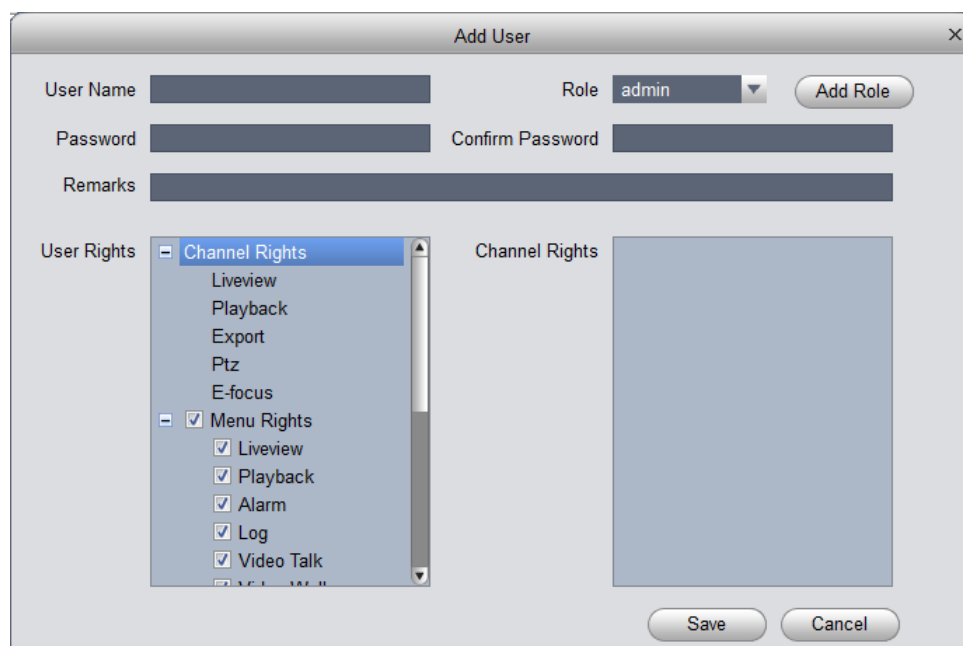 Add User
User Name
Role admin Add Role
Password
Confirm Password
Remarks
User Rights
Channel Rights
Liveview
Playback
Export
Ptz
E-focus
Menu Rights
Liveview
Playback
Alarm
Log
Video Talk
Channel Rights
Save Cancel